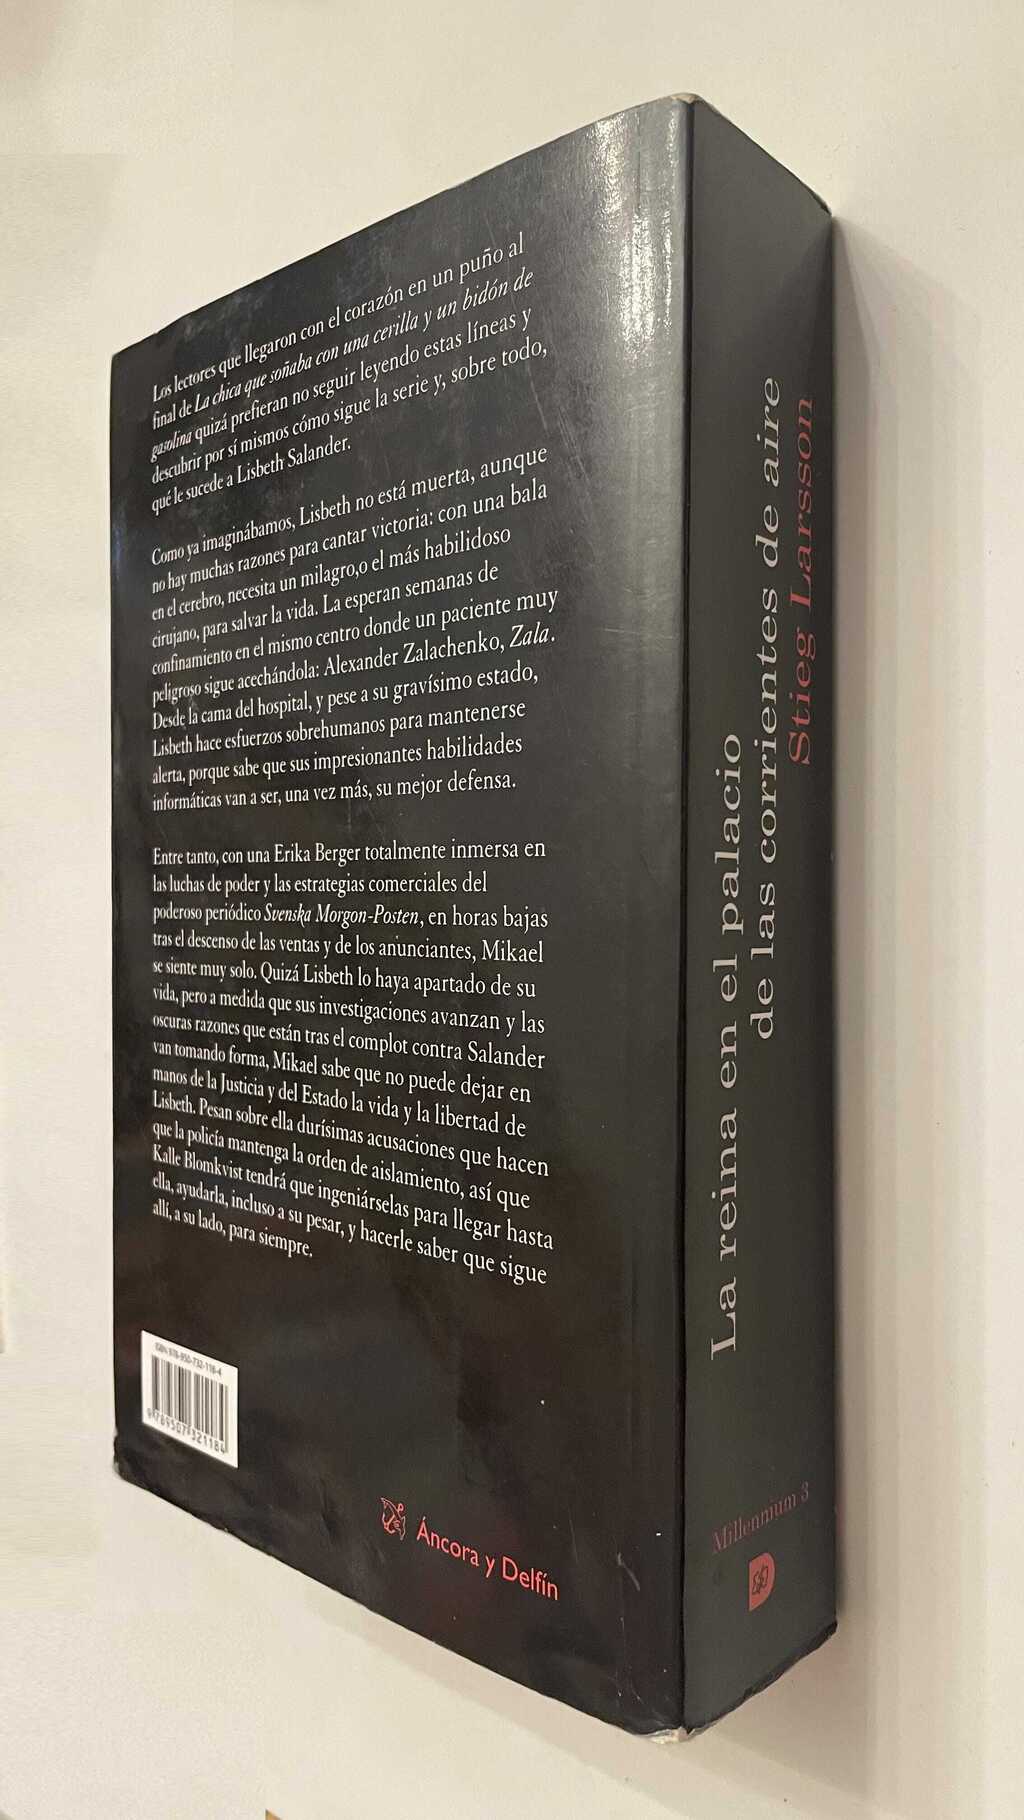 Los lectores que llegaron con el corazón en un puño al
final de La chica que soñaba con una cerilla y un bidón de
gasolina quizá prefieran no seguir leyendo estas líneas y
descubrir por sí mismos cómo sigue la serie y, sobre todo,
qué le sucede a Lisbeth Salander.
Como ya imaginábamos, Lisbeth no está muerta, aunque
no hay muchas razones para cantar victoria: con una bala
en el cerebro, necesita un milagro,o el más habilidoso
cirujano, para salvar la vida. La esperan semanas de
confinamiento en el mismo centro donde un paciente muy
peligroso sigue acechándola: Alexander Zalachenko, Zala.
Desde la cama del hospital, y pese a su gravísimo estado,
Lisbeth hace esfuerzos sobrehumanos para mantenerse
alerta, porque sabe que sus impresionantes habilidades
informáticas van a ser, una vez más, su mejor defensa.
Entre tanto, con una Erika Berger totalmente inmersa en
las luchas de poder y las estrategias comerciales del
poderoso periódico Svenska Morgon-Posten, en horas bajas
tras el descenso de las ventas y de los anunciantes, Mikael
se siente muy solo. Quizá Lisbeth lo haya apartado de su
vida, pero a medida que sus investigaciones avanzan y las
oscuras razones que están tras el complot contra Salander
van tomando forma, Mikael sabe que no puede dejar en
manos de la Justicia y del Estado la vida y la libertad de
Lisbeth. Pesan sobre ella durísimas acusaciones que hacen
que la policía mantenga la orden de aislamiento, así que
Kalle Blomkvist tendrá que ingeniárselas para llegar hasta
ella, ayudarla, incluso a su pesar, y hacerle saber que sigue
allí, a su lado, para siempre.
ISBN 978-950-732-118-4
9 789507 321184
Áncora y Delfín
La reina en el palacio
de las corrientes de aire
Stieg Larsson
Millennium 3